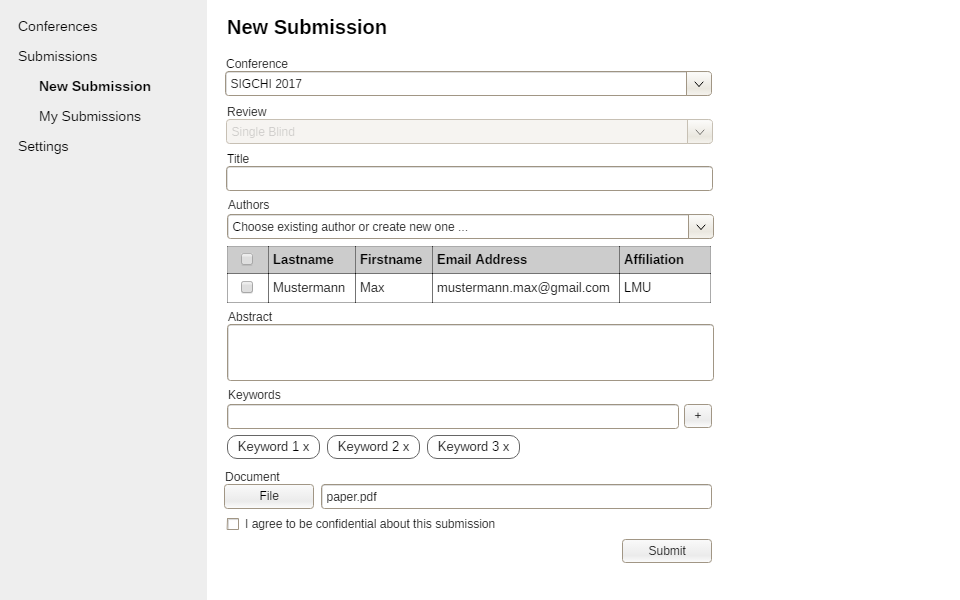 Conferences
Submissions
New Submission
My Submissions
Settings
New Submission
Conference
SIGCHI 2017
Review
Single Blind
Title
Authors
Choose existing author or create new one ...
Lastname Firstname Email Address Affiliation
Mustermann Max mustermann.max@gmail.com LMU
Abstract
Keywords
+
Keyword 1 x Keyword 2 x Keyword 3 x
Document
File paper.pdf
I agree to be confidential about this submission
Submit